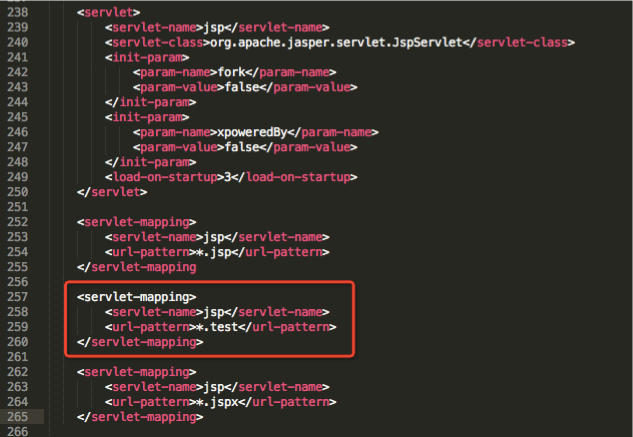 238 <servlet>
239 <servlet-name>jsp</servlet-name>
240 <servlet-class>org.apache.jasper.servlet.JspServlet</servlet-class>
241 <init-param>
242 <param-name>fork</param-name>
243 <param-value>false</param-value>
244 </init-param>
245 <init-param>
246 <param-name>xpoweredBy</param-name>
247 <param-value>false</param-value>
248 </init-param>
249 <load-on-startup>3</load-on-startup>
250 </servlet>
251
252 <servlet-mapping>
253 <servlet-name>jsp</servlet-name>
254 <url-pattern>*.jsp</url-pattern>
255 </servlet-mapping
256
257 <servlet-mapping>
258 <servlet-name>jsp</servlet-name>
259 <url-pattern>*.test</url-pattern>
260 </servlet-mapping>
261
262 <servlet-mapping>
263 <servlet-name>jsp</servlet-name>
264 <url-pattern>*.jspx</url-pattern>
265 </servlet-mapping>
266